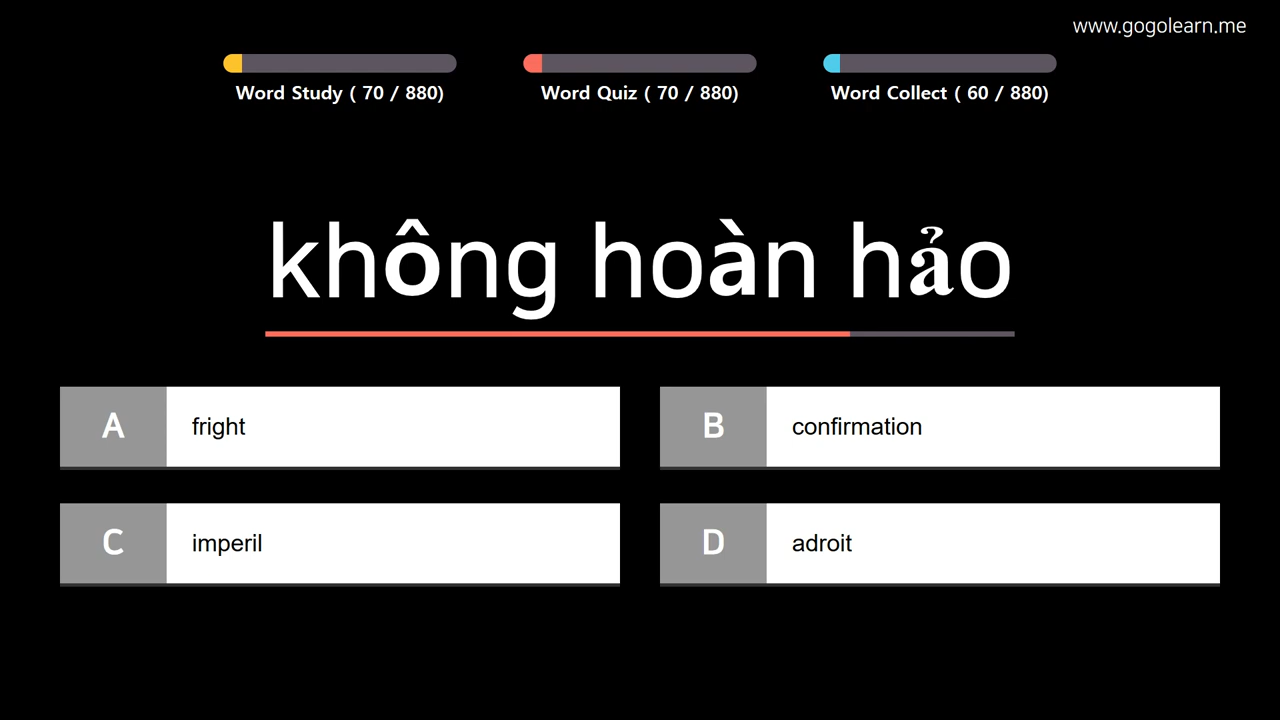 www.gogolearn.me
Word Study ( 70 / 880)
Word Quiz ( 70 / 880)
Word Collect ( 60 / 880)
không hoàn hảo
A fright
B confirmation
C imperil
D adroit